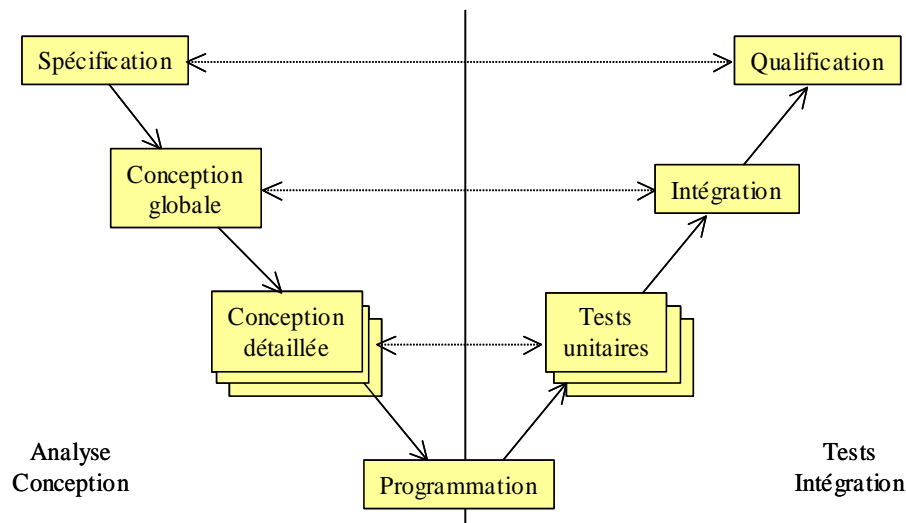 Spécification
Qualification
Conception
globale
Intégration
Conception
détaillée
Tests
unitaires
Analyse
Conception
Programmation
Tests
Intégration